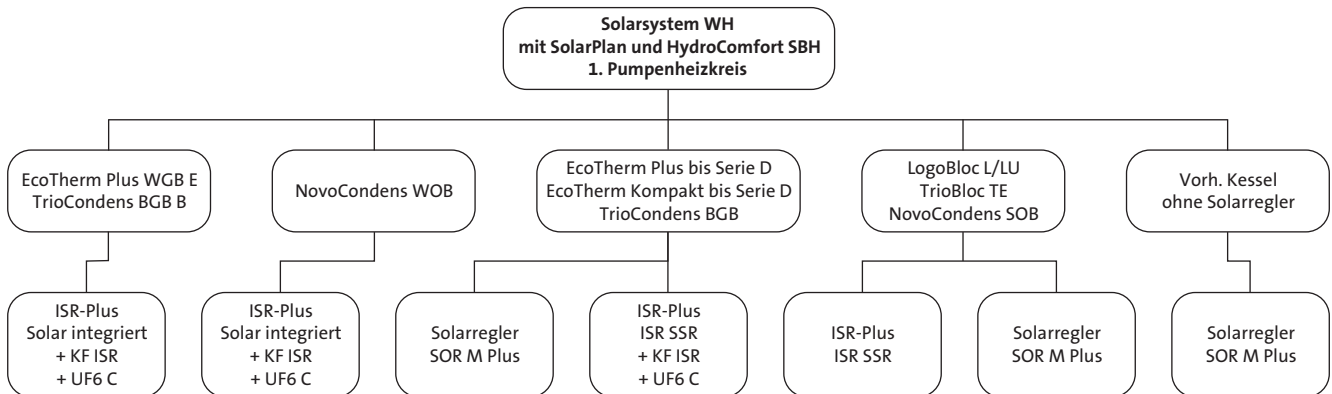 Solarsystem WH
mit SolarPlan und HydroComfort SBH
1. Pumpenheizkreis
EcoTherm Plus WGB E
TrioCondens BGB B
NovoCondens WOB
EcoTherm Plus bis Serie D
EcoTherm Kompakt bis Serie D
TrioCondens BGB
LogoBloc L/LU
TrioBloc TE
NovoCondens SOB
Vorh. Kessel
ohne Solarregler
ISR-Plus
Solar integriert
+ KF ISR
+ UF6 C
ISR-Plus
Solar integriert
+ KF ISR
+ UF6 C
Solarregler
SOR M Plus
ISR-Plus
ISR SSR
+ KF ISR
+ UF6 C
ISR-Plus
ISR SSR
Solarregler
SOR M Plus
Solarregler
SOR M Plus